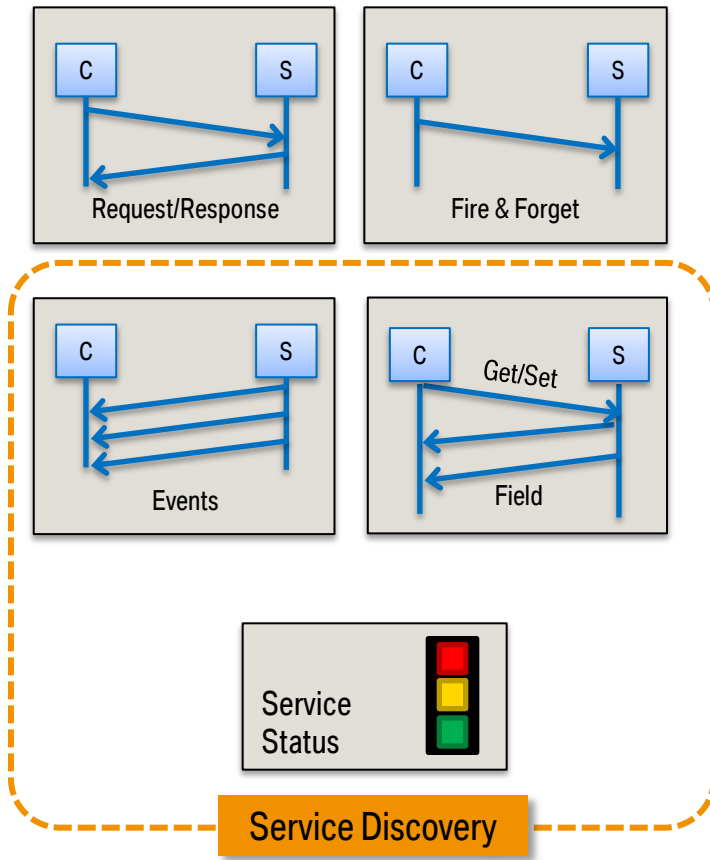 C
S
Request/Response
C
S
Fire & Forget
C
S
Events
C
S
Get/Set
Field
Service
Status
Service Discovery